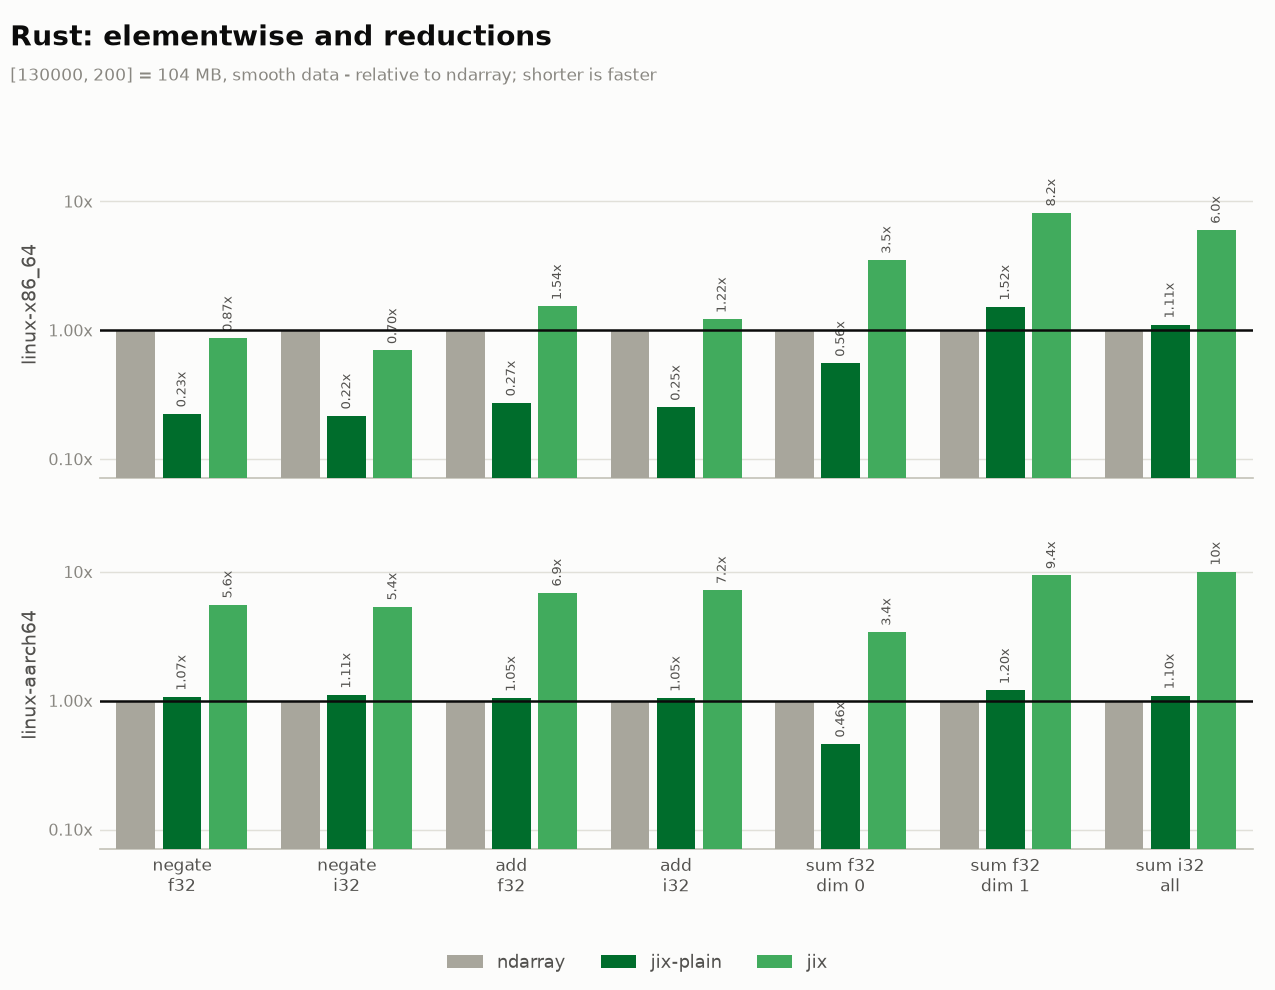 Rust: elementwise and reductions
[130000, 200] = 104 MB, smooth data - relative to ndarray; shorter is faster
linux-x86_64
10x
1.00x
0.10x
0.23x
0.87x
0.22x
0.70x
0.27x
1.54x
0.25x
1.22x
0.56x
3.5x
1.52x
8.2x
1.11x
6.0x
linux-aarch64
10x
1.00x
0.10x
1.07x
5.6x
1.11x
5.4x
1.05x
6.9x
1.05x
7.2x
0.46x
3.4x
1.20x
9.4x
1.10x
10x
negate
f32
negate
i32
add
f32
add
i32
sum f32
dim 0
sum f32
dim 1
sum i32
all
ndarray
jix-plain
jix